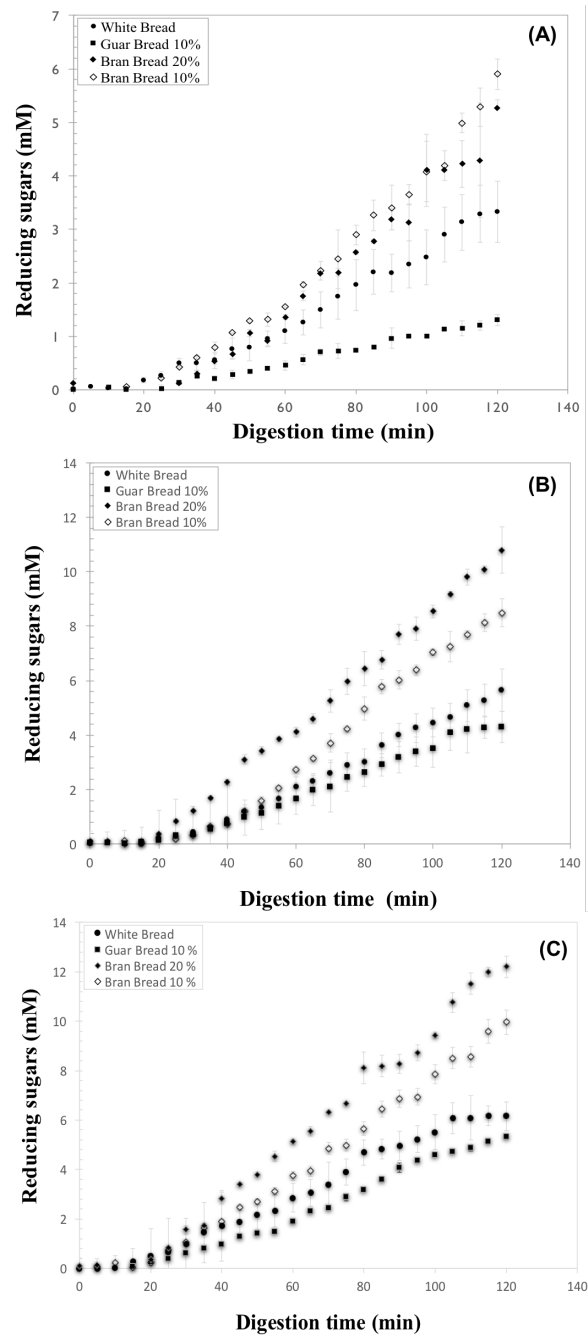 (A)
White Bread
Guar Bread 10%
Bran Bread 20%
Bran Bread 10%
7
6
5
4
3
2
1
0
Reducing sugars (mM)
0 20 40 60 80 100 120 140
Digestion time (min)
(B)
White Bread
Guar Bread 10%
Bran Bread 20%
Bran Bread 10%
14
12
10
8
6
4
2
0
Reducing sugars (mM)
0 20 40 60 80 100 120 140
Digestion time (min)
(C)
White Bread
Guar Bread 10 %
Bran Bread 20 %
Bran Bread 10 %
14
12
10
8
6
4
2
0
Reducing sugars (mM)
0 20 40 60 80 100 120 140
Digestion time (min)